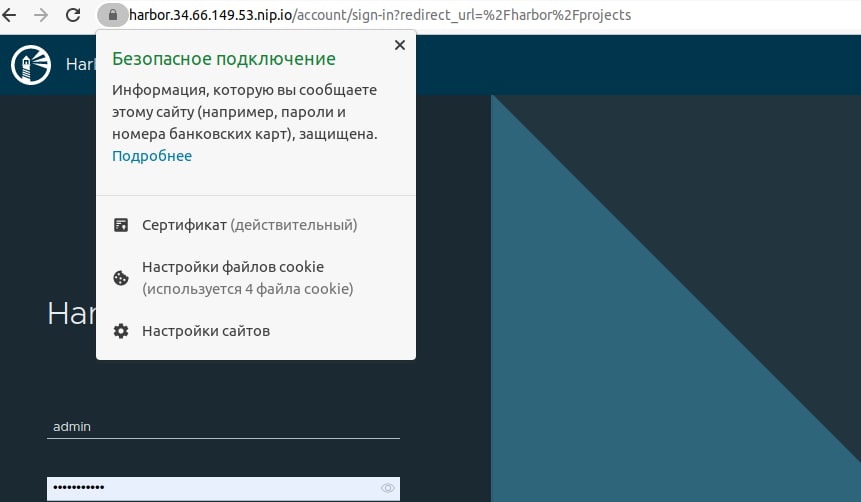 harbor.34.66.149.53.nip.io/account/sign-in?redirect_url=%2Fharbor%2Fprojects
Безопасное подключение
Информация, которую вы сообщаете
этому сайту (например, пароли и
номера банковских карт), защищена.
Подробнее
Сертификат (действительный)
Настройки файлов cookie
(используется 4 файла cookie)
Настройки сайтов
admin
•••••••••••